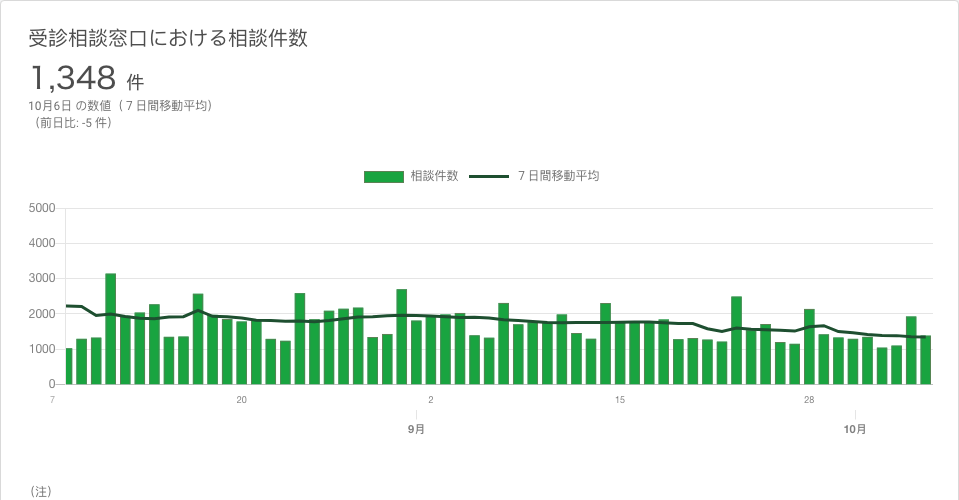 受診相談窓口における相談件数
1,348 件
10月6日 の数値（７日間移動平均）
（前日比: -5 件）
相談件数 ７日間移動平均
5000
4000
3000
2000
1000
0
7 20 2 15 28
9月 10月
（注）